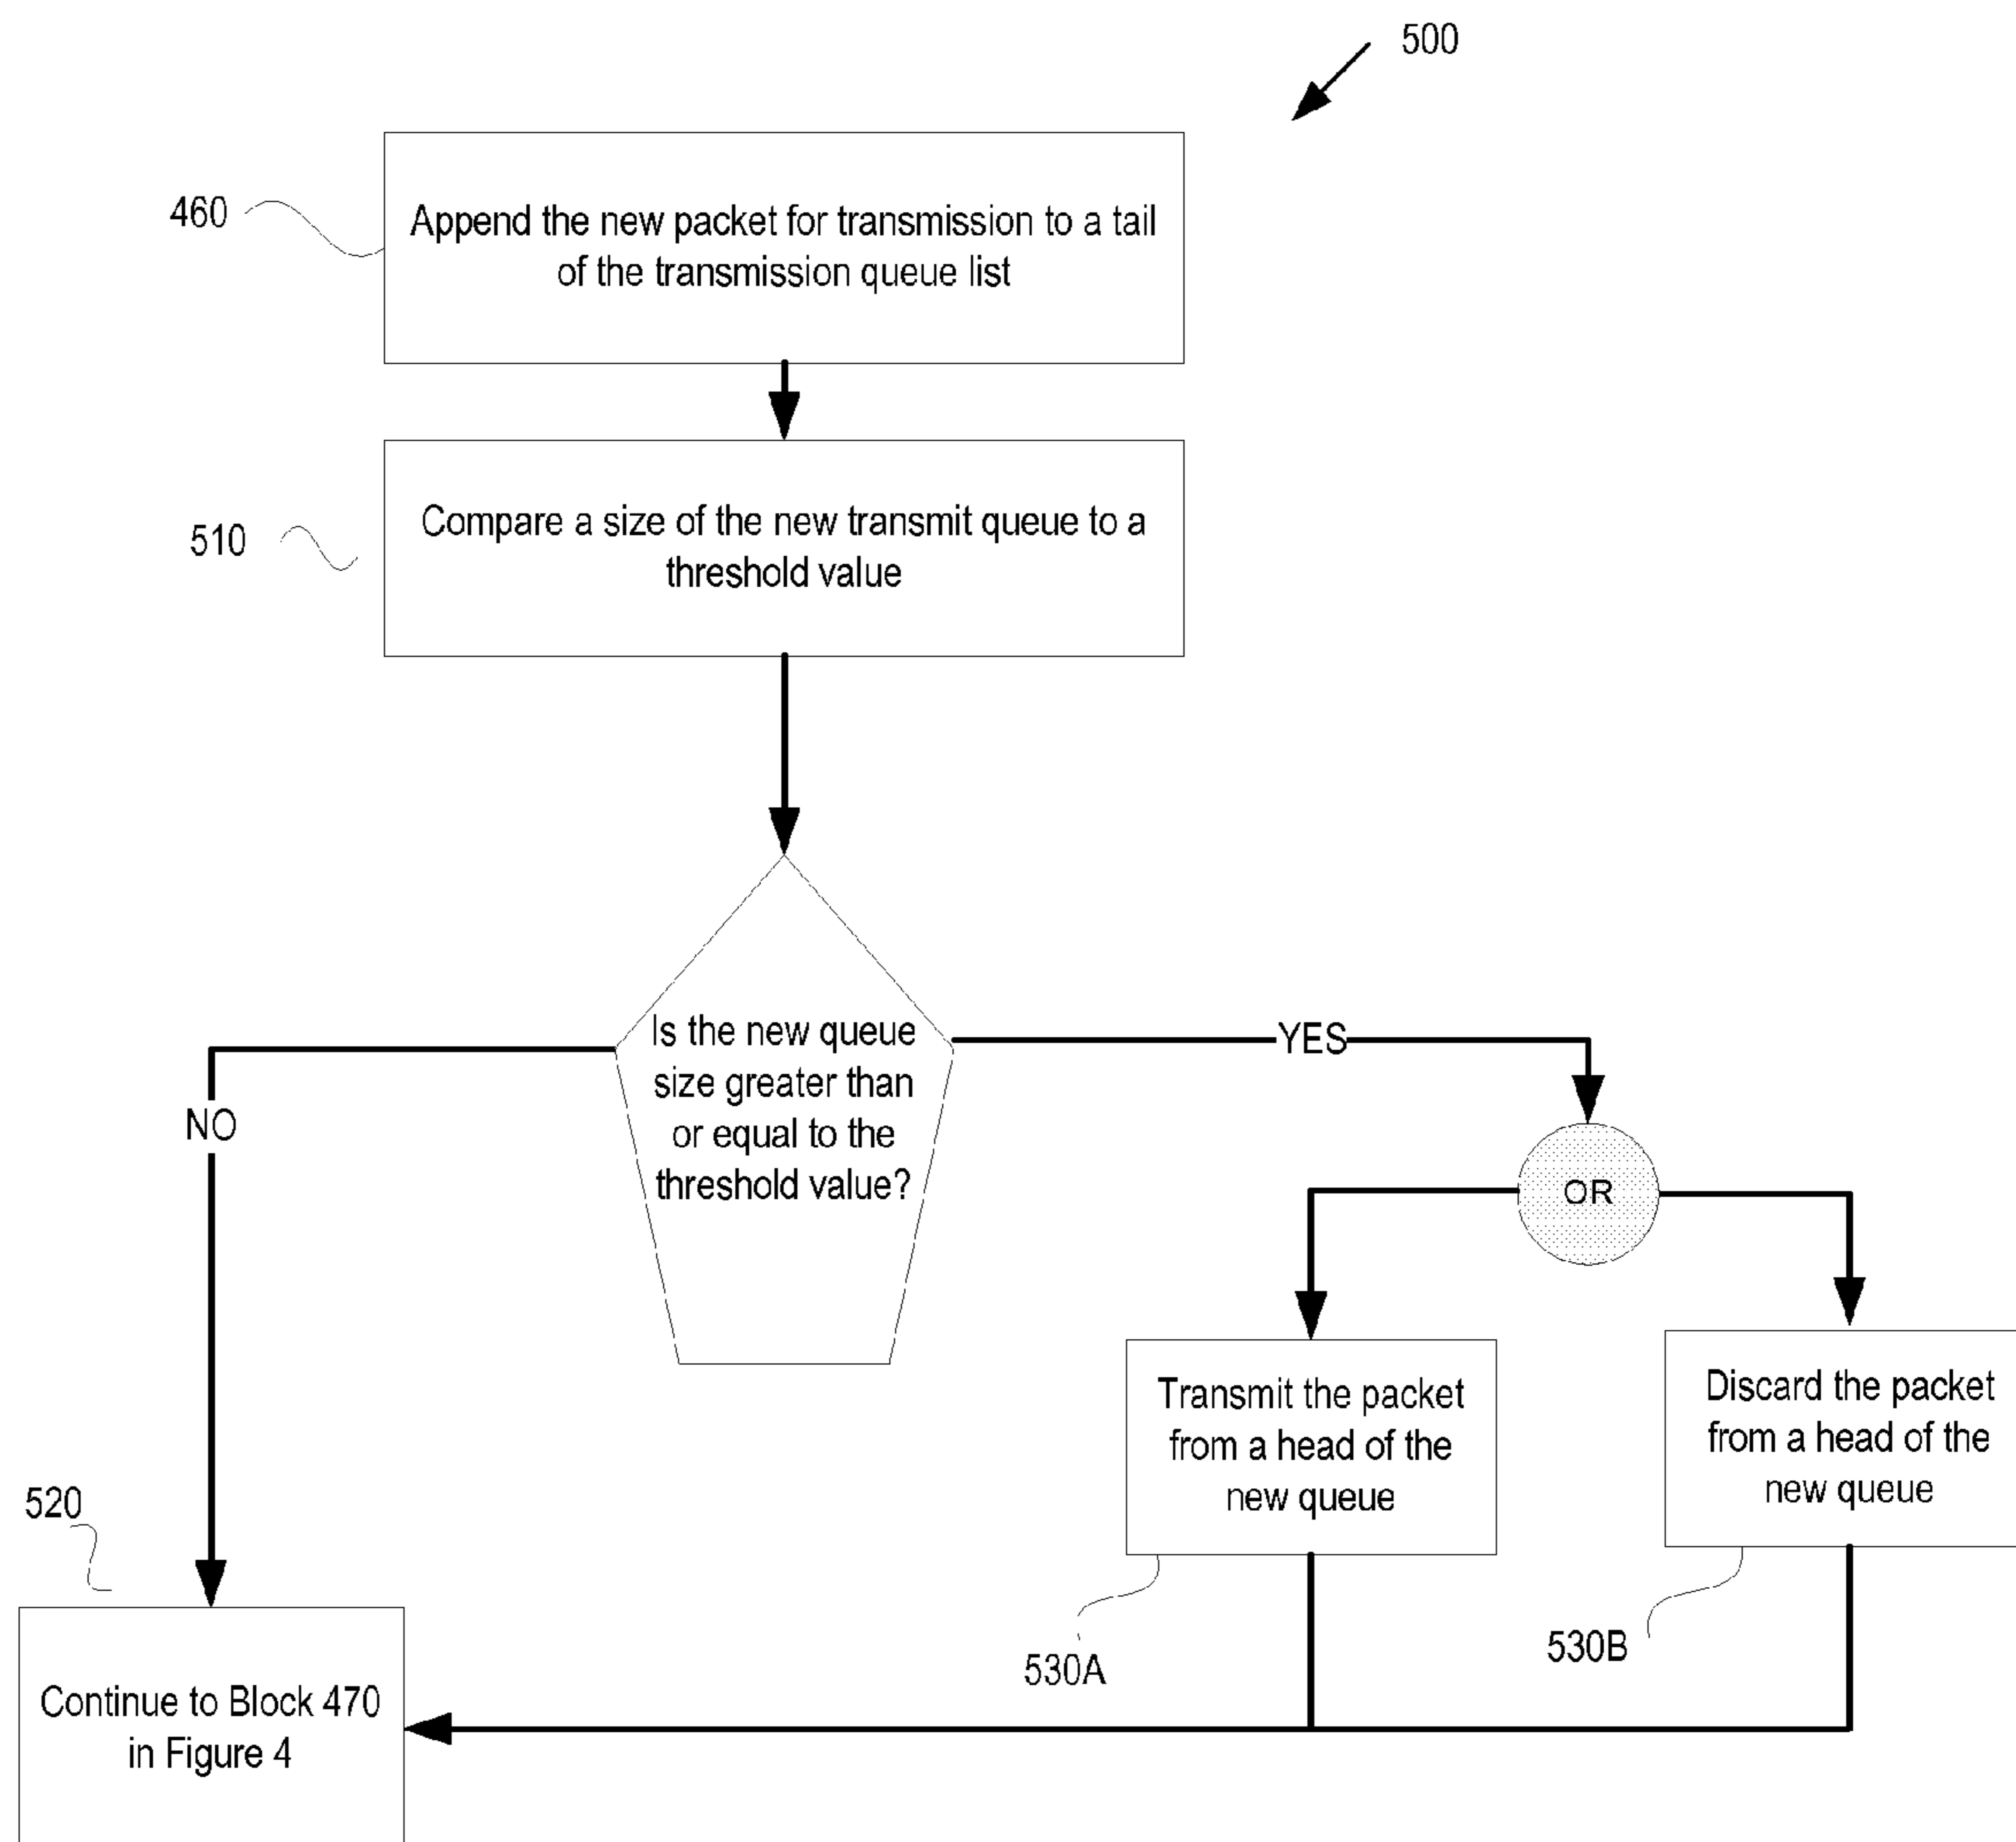 500
460
Append the new packet for transmission to a tail
of the transmission queue list
510
Compare a size of the new transmit queue to a
threshold value
Is the new queue
size greater than
or equal to the
threshold value?
YES
NO
OR
Transmit the packet
from a head of the
new queue
Discard the packet
from a head of the
new queue
520
530A
530B
Continue to Block 470
in Figure 4